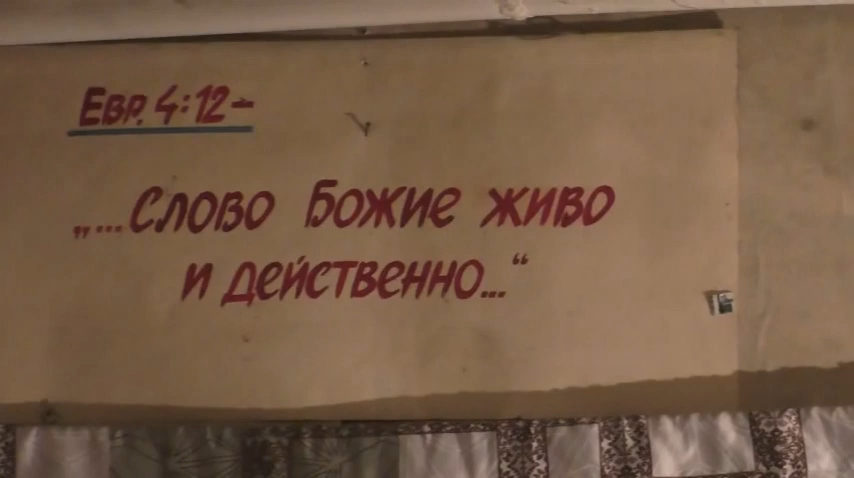 Евр. 4:12–
„...Слово Божие живо
и действенно...“